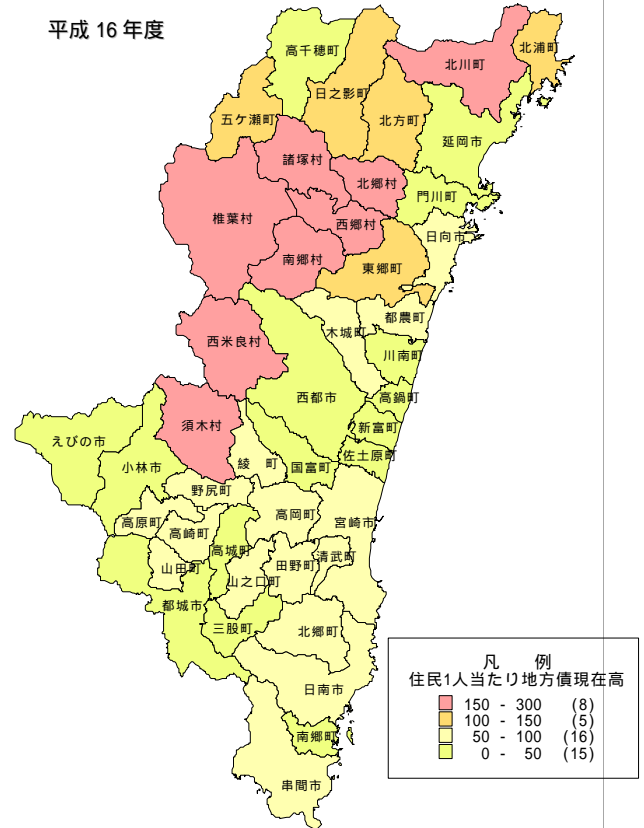 平成 16 年度
高千穂町
北川町
北浦町
日之影町
五ケ瀬町
北方町
延岡市
諸塚村
北郷村
門川町
椎葉村
西郷村
日向市
南郷村
東郷町
都農町
木城町
西米良村
川南町
西都市
高鍋町
須木村
新富町
えびの市
佐土原町
小林市
綾 町
国富町
野尻町
高岡町
宮崎市
高原町
高崎町
高城町
清武町
田野町
山田町
山之口町
都城市
三股町
北郷町
日南市
南郷町
串間市
凡 例
住民1人当たり地方債現在高
150 - 300 (8)
100 - 150 (5)
50 - 100 (16)
0 - 50 (15)